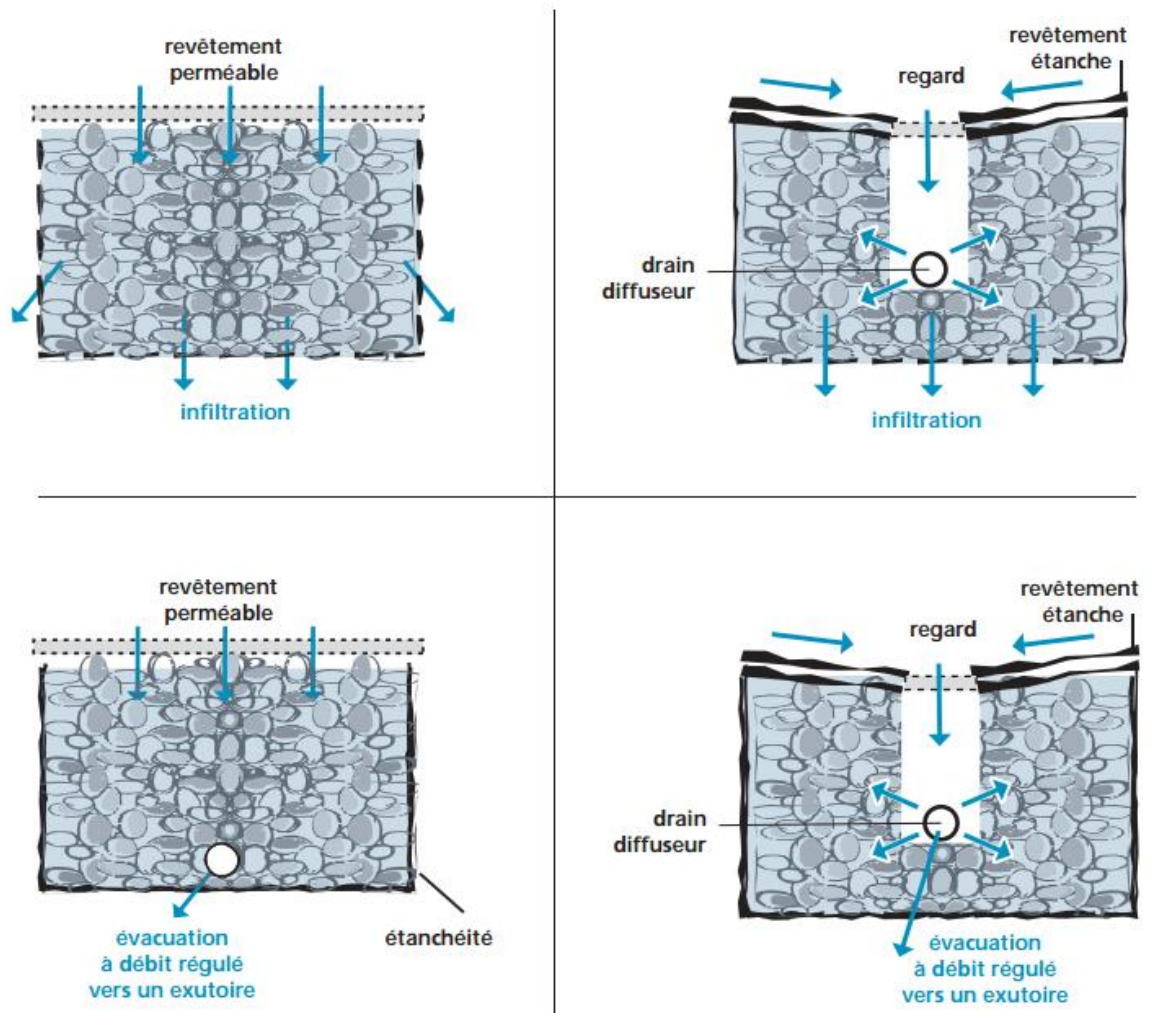 revêtement
perméable
infiltration
revêtement
étanche
regard
drain
diffuseur
infiltration
revêtement
perméable
étanchéité
évacuation
à débit régulé
vers un exutoire
revêtement
étanche
regard
drain
diffuseur
évacuation
à débit régulé
vers un exutoire